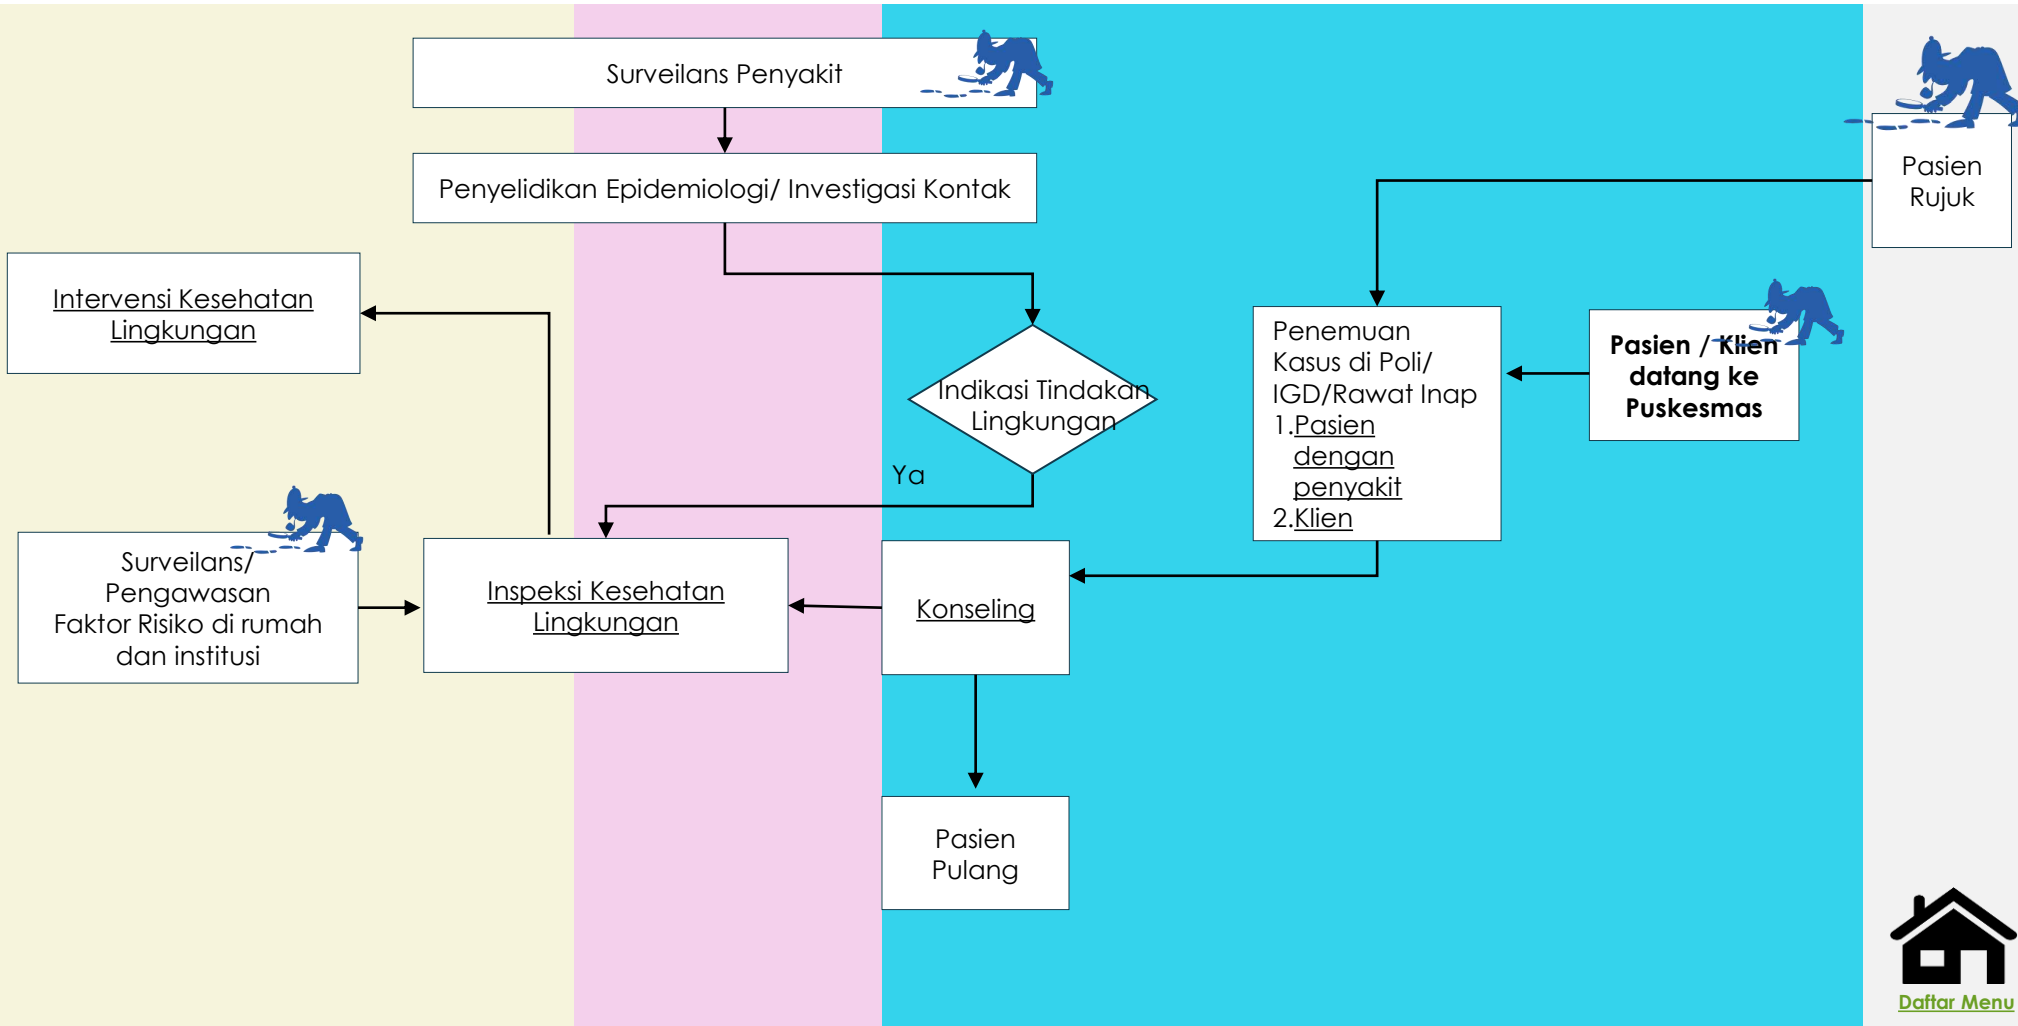 Surveilans Penyakit
Penyelidikan Epidemiologi/ Investigasi Kontak
Pasien
Rujuk
Intervensi Kesehatan
Lingkungan
Indikasi Tindakan
Lingkungan
Ya
Penemuan
Kasus di Poli/
IGD/Rawat Inap
1.Pasien
dengan
penyakit
2.Klien
Pasien / Klien
datang ke
Puskesmas
Surveilans/
Pengawasan
Faktor Risiko di rumah
dan institusi
Inspeksi Kesehatan
Lingkungan
Konseling
Pasien
Pulang
Daftar Menu